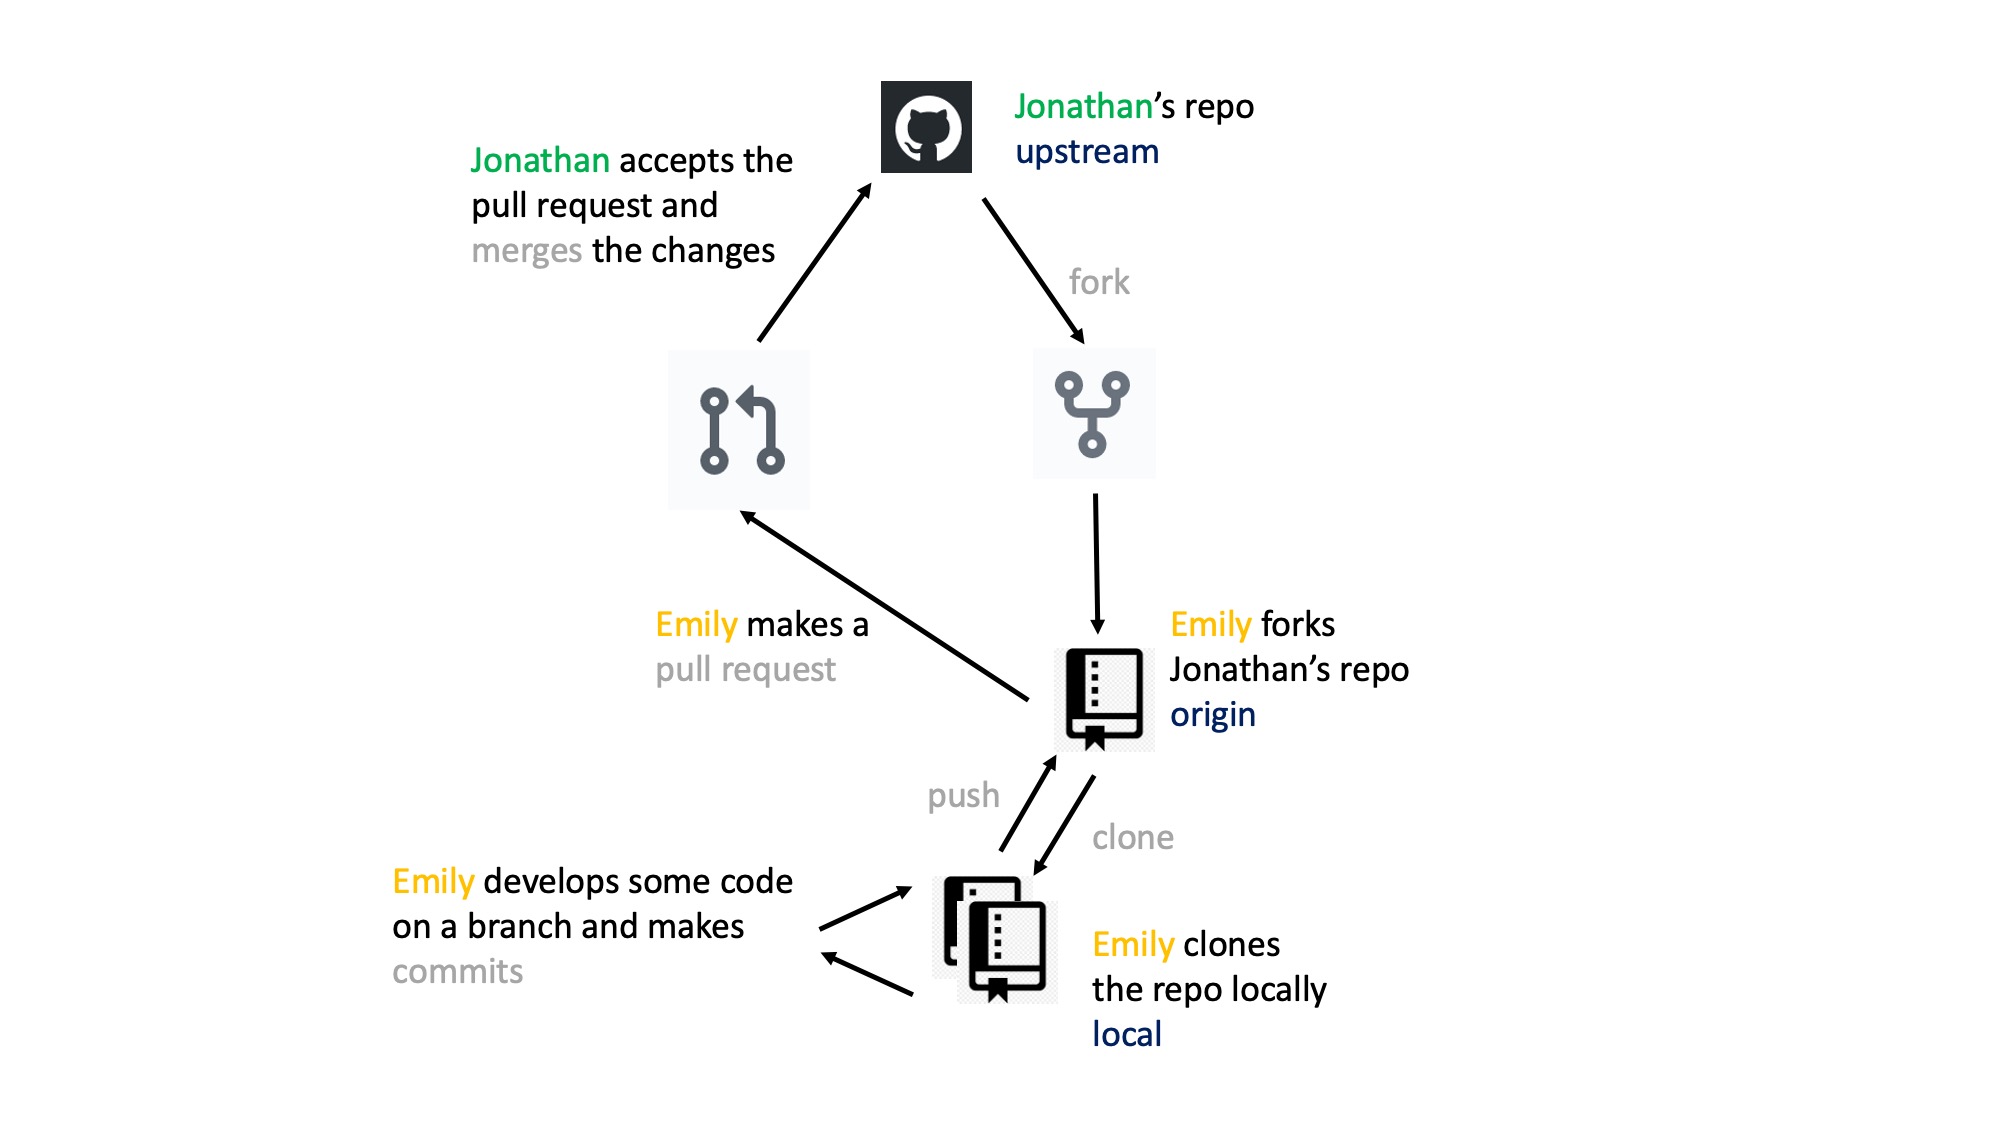 Jonathan’s repo
upstream
Jonathan accepts the
pull request and
merges the changes
fork
Emily makes a
pull request
Emily forks
Jonathan’s repo
origin
push
clone
Emily develops some code
on a branch and makes
commits
Emily clones
the repo locally
local